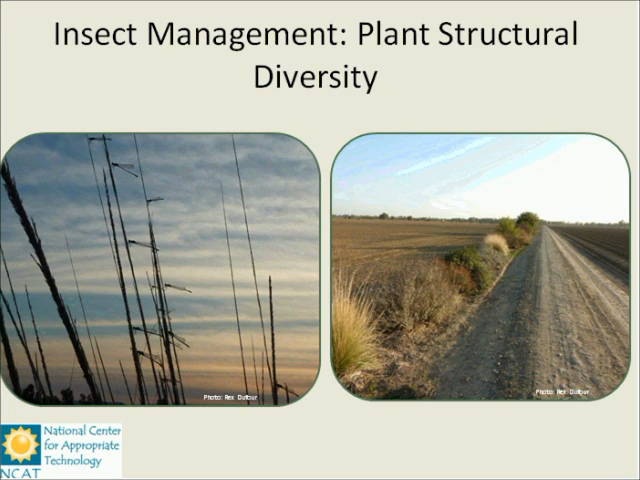 Insect Management: Plant Structural
Diversity
Photo: Rex Dufour
Photo: Rex Dufour
National Center
for Appropriate
Technology
NCAT